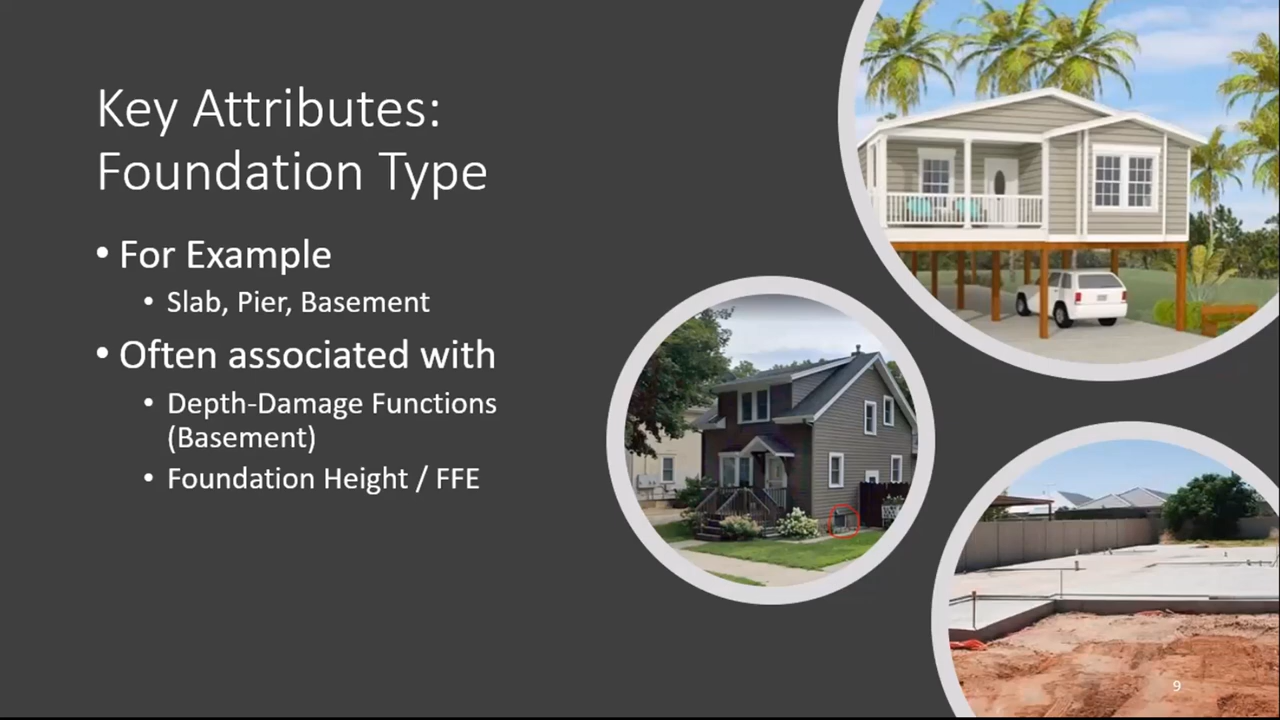 Key Attributes:
Foundation Type
• For Example
• Slab, Pier, Basement
• Often associated with
• Depth-Damage Functions
(Basement)
• Foundation Height / FFE
9